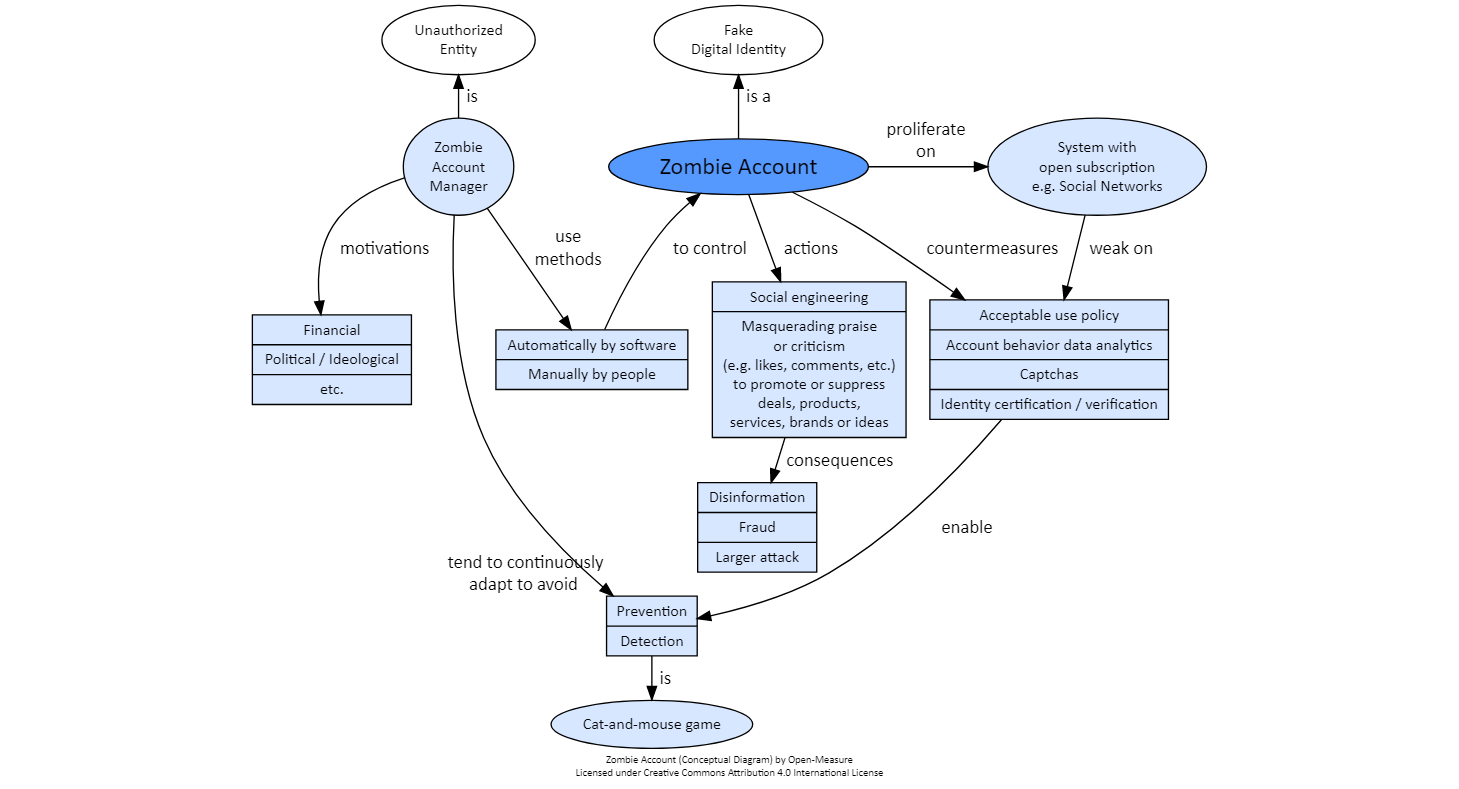 Unauthorized
Entity
Fake
Digital Identity
is
is a
Zombie
Account
Manager
Zombie Account
proliferate
on
System with
open subscription
e.g. Social Networks
motivations
use
methods
to control
actions
countermeasures
weak on
Financial
Political / Ideological
etc.
Automatically by software
Manually by people
Social engineering
Masquerading praise
or criticism
(e.g. likes, comments, etc.)
to promote or suppress
deals, products,
services, brands or ideas
Acceptable use policy
Account behavior data analytics
Captchas
Identity certification / verification
consequences
Disinformation
Fraud
Larger attack
enable
tend to continuously
adapt to avoid
Prevention
Detection
is
Cat-and-mouse game
Zombie Account (Conceptual Diagram) by Open-Measure
Licensed under Creative Commons Attribution 4.0 International License